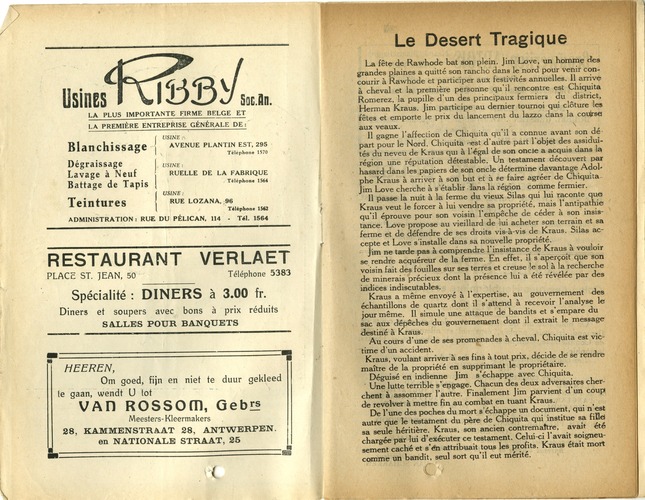 Usines RIBBY Soc. An.
LA PLUS IMPORTANTE FIRME BELGE ET
LA PREMIÈRE ENTREPRISE GÉNÉRALE DE :
Blanchissage
USINE :
AVENUE PLANTIN EST, 295
Téléphone 1570
Dégraissage
Lavage à Neuf
Battage de Tapis
USINE :
RUELLE DE LA FABRIQUE
Téléphone 1564
Teintures
USINE :
RUE LOZANA, 96
Téléphone 1562
ADMINISTRATION : RUE DU PÉLICAN, 114 - Tél. 1564
RESTAURANT VERLAET
PLACE ST. JEAN, 50 Téléphone 5383
Spécialité : DINERS à 3.00 fr.
Diners et soupers avec bons à prix réduits
SALLES POUR BANQUETS
HEEREN,
Om goed, fijn en niet te duur gekleed
le gaan, wendt U lot
VAN ROSSOM, Gebrs
Meesters-Kleermakers
28, KAMMENSTRAAT 28, ANTWERPEN.
en NATIONALE STRAAT, 25
Le Desert Tragique
La fête de Rawhode bat son plein. Jim Love, un homme des
grandes plaines a quitté son rancho dans le nord pour venir con-
courir à Rawhode et participer aux festivités annuelles. Il arrive
à cheval et la première personne qu'il rencontre est Chiquita
Romerez, la pupille d'un des principaux fermiers du district,
Herman Kraus. Jim participe au dernier tournoi qui clôture les
fêtes et emporte le prix du lancement du lazzo dans la course
aux veaux.
Il gagne l'affection de Chiquita qu'il a connue avant son dé-
part pour le Nord. Chiquita est d'autre part l'objet des assidui-
tés du neveu de Kraus qu à l'égal de son oncle a acquis dans la
région une réputation détestable. Un testament découvert par
hasard dans les papiers de son oncle détermine davantage Adol-
phe Kraus à arriver à son but et à se faire agréer de Chiquita.
Jim Love cherche à s'établir dans la région comme fermier.
Il passe la nuit à la ferme du vieux Silas qui lui raconte que
Kraus veut le forcer à lui vendre sa propriété, mais l'antipathie
qu'il éprouve pour son voisin l'empêche de céder à son insis-
tance. Love propose au vieillard de lui acheter son terrain et sa
ferme et de défendre de ses droits vis-à-vis de Kraus. Silas ac-
cepte et Love s'installe dans sa nouvelle propriété.
Jim ne tarde pas à comprendre l'insistance de Kraus à vouloir
se rendre acquéreur de la ferme. En effet, il s'aperçoit que son
voisin fait des fouilles sur ses terres et creuse le sol à la recherche
de minerais précieux dont la présence lui a été révélée par des
indices indiscutables.
Kraus a même envoyé à l'expertise, au gouvernement des
échantillons de quartz dont il s'attend à recevoir l'analyse le
jour même. Il simule une attaque de bandits et s'empare du
sac aux dépêches du gouvernement dont il extrait le message
destiné à Kraus.
Au cours d'une de ses promenades à cheval, Chiquita est vic-
time d'un accident.
Kraus, voulant arriver à ses fins à tout prix, décide de se rendre
maître de la propriété en supprimant le propriétaire.
Déguisé en indienne Jim s'échappe avec Chiquita.
Une lutte terrible s'engage. Chacun des deux adversaires cher-
chent à assommer l'autre. Finalement Jim parvient d'un coup
de revolver à mettre fin au combat en tuant Kraus.
De l'une des poches du mort s'échappe un document, qui n'est
autre que le testament du père de Chiquita qui institue sa fille
sa seule héritière. Kraus, son ancien contremaître, avait été
chargée par lui d'exécuter ce testament. Celui-ci l'avait soigneu-
sement caché et s'en attribuait tous les profits. Kraus était mort
comme un bandit, seul sort qu'il eut mérité.